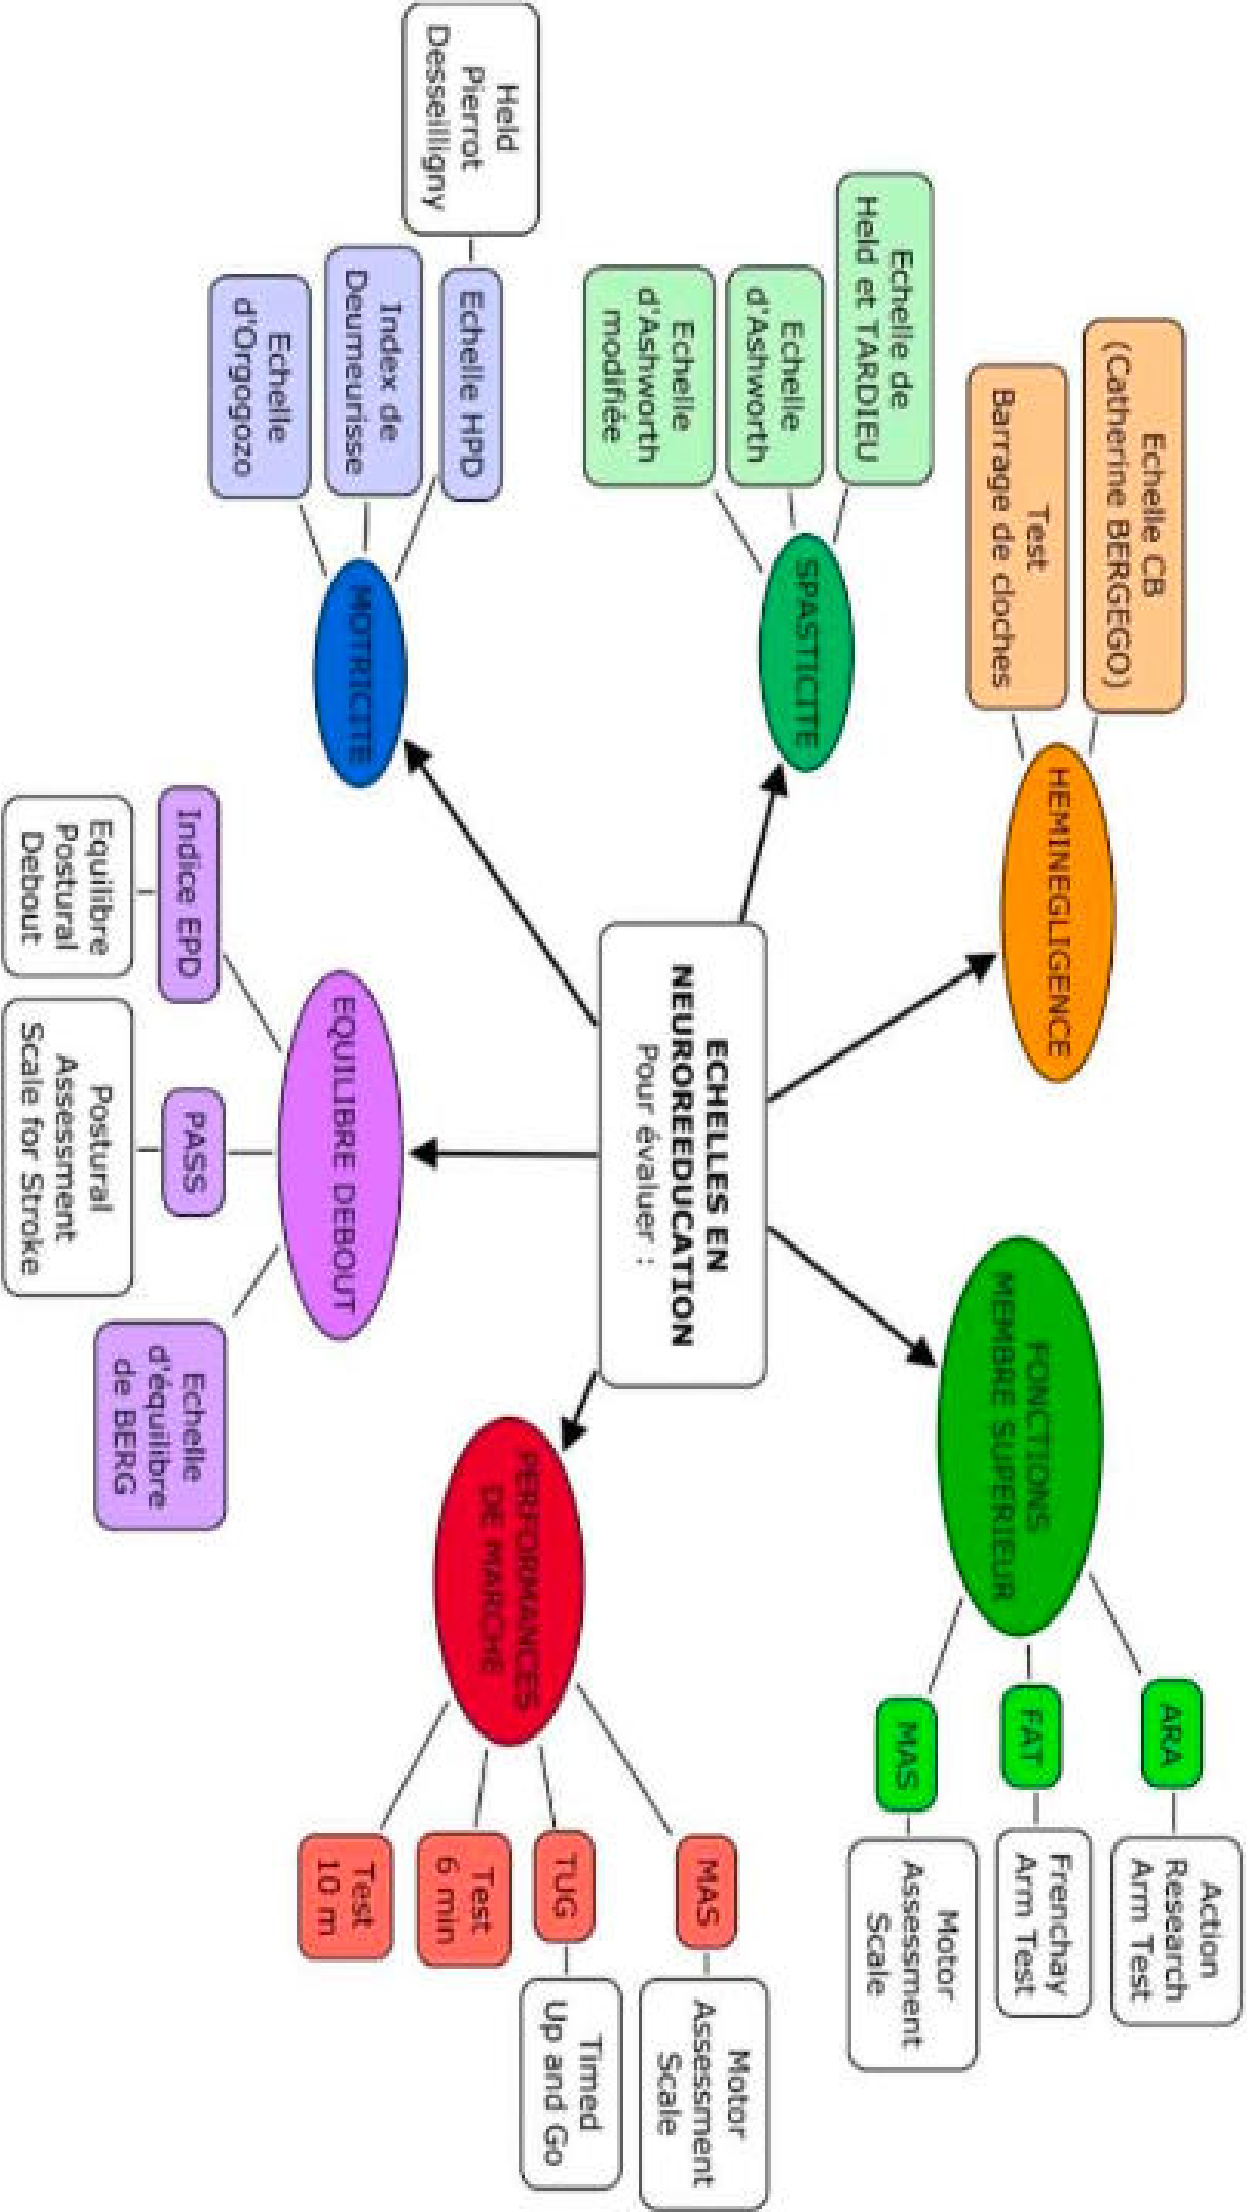 Echelle CB
(Catherine BERGEGO)
Test
Barrage de cloches
HEMINEGLIGENCE
FONCTIONS
MEMBRE SUPERIEUR
ARA
Action
Research
Arm Test
FAT
Frenchay
Arm Test
MAS
Motor
Assessment
Scale
Echelle de
Held et TARDIEU
Echelle
d'Ashworth
Echelle
d'Ashworth
modifiée
SPASTICITE
ECHELLES EN
NEUROREEDUCATION
Pour évaluer :
Held
Pierrot
Desseilligny
Echelle HPD
Index de
Deumeurisse
Echelle
d'Orgogozo
MOTRICITE
EQUILIBRE DEBOUT
Indice EPD
Equilibre
Postural
Debout
PASS
Postural
Assessment
Scale for Stroke
Echelle
d'équilibre
de BERG
PERFORMANCES
DE MARCHE
MAS
Motor
Assessment
Scale
TUG
Timed
Up and Go
Test
6 min
Test
10 m